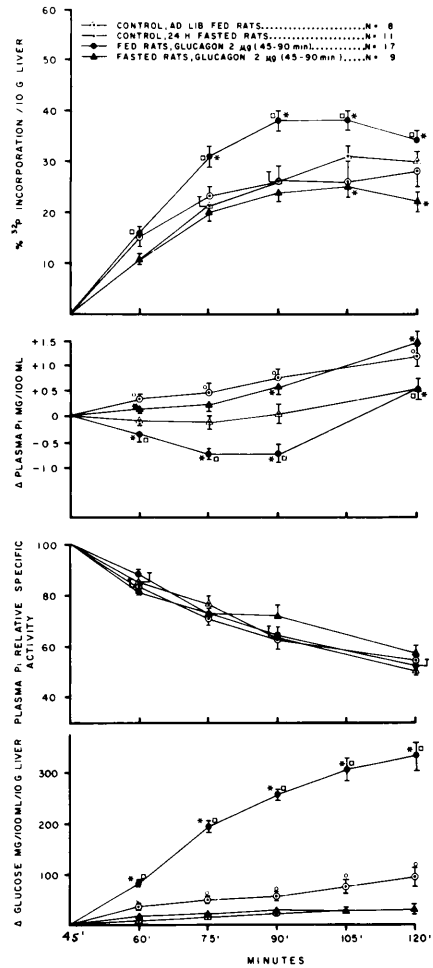 CONTROL, AD LIB FED RATS..............N = 8
CONTROL, 24 H FASTED RATS............N = 11
FED RATS, GLUCAGON 2 µg (45-90 min)......N = 17
FASTED RATS, GLUCAGON 2 µg (45-90 min)....N = 9
% 32P INCORPORATION / 10 G LIVER
60
50
40
30
20
10
Δ PLASMA Pi MG/100 ML
+1.5
+1.0
+0.5
0
-0.5
-1.0
PLASMA Pi RELATIVE SPECIFIC
ACTIVITY
100
80
60
40
Δ GLUCOSE MG/100 ML/10 G LIVER
300
200
100
45'
60'
75'
90'
105'
120'
MINUTES